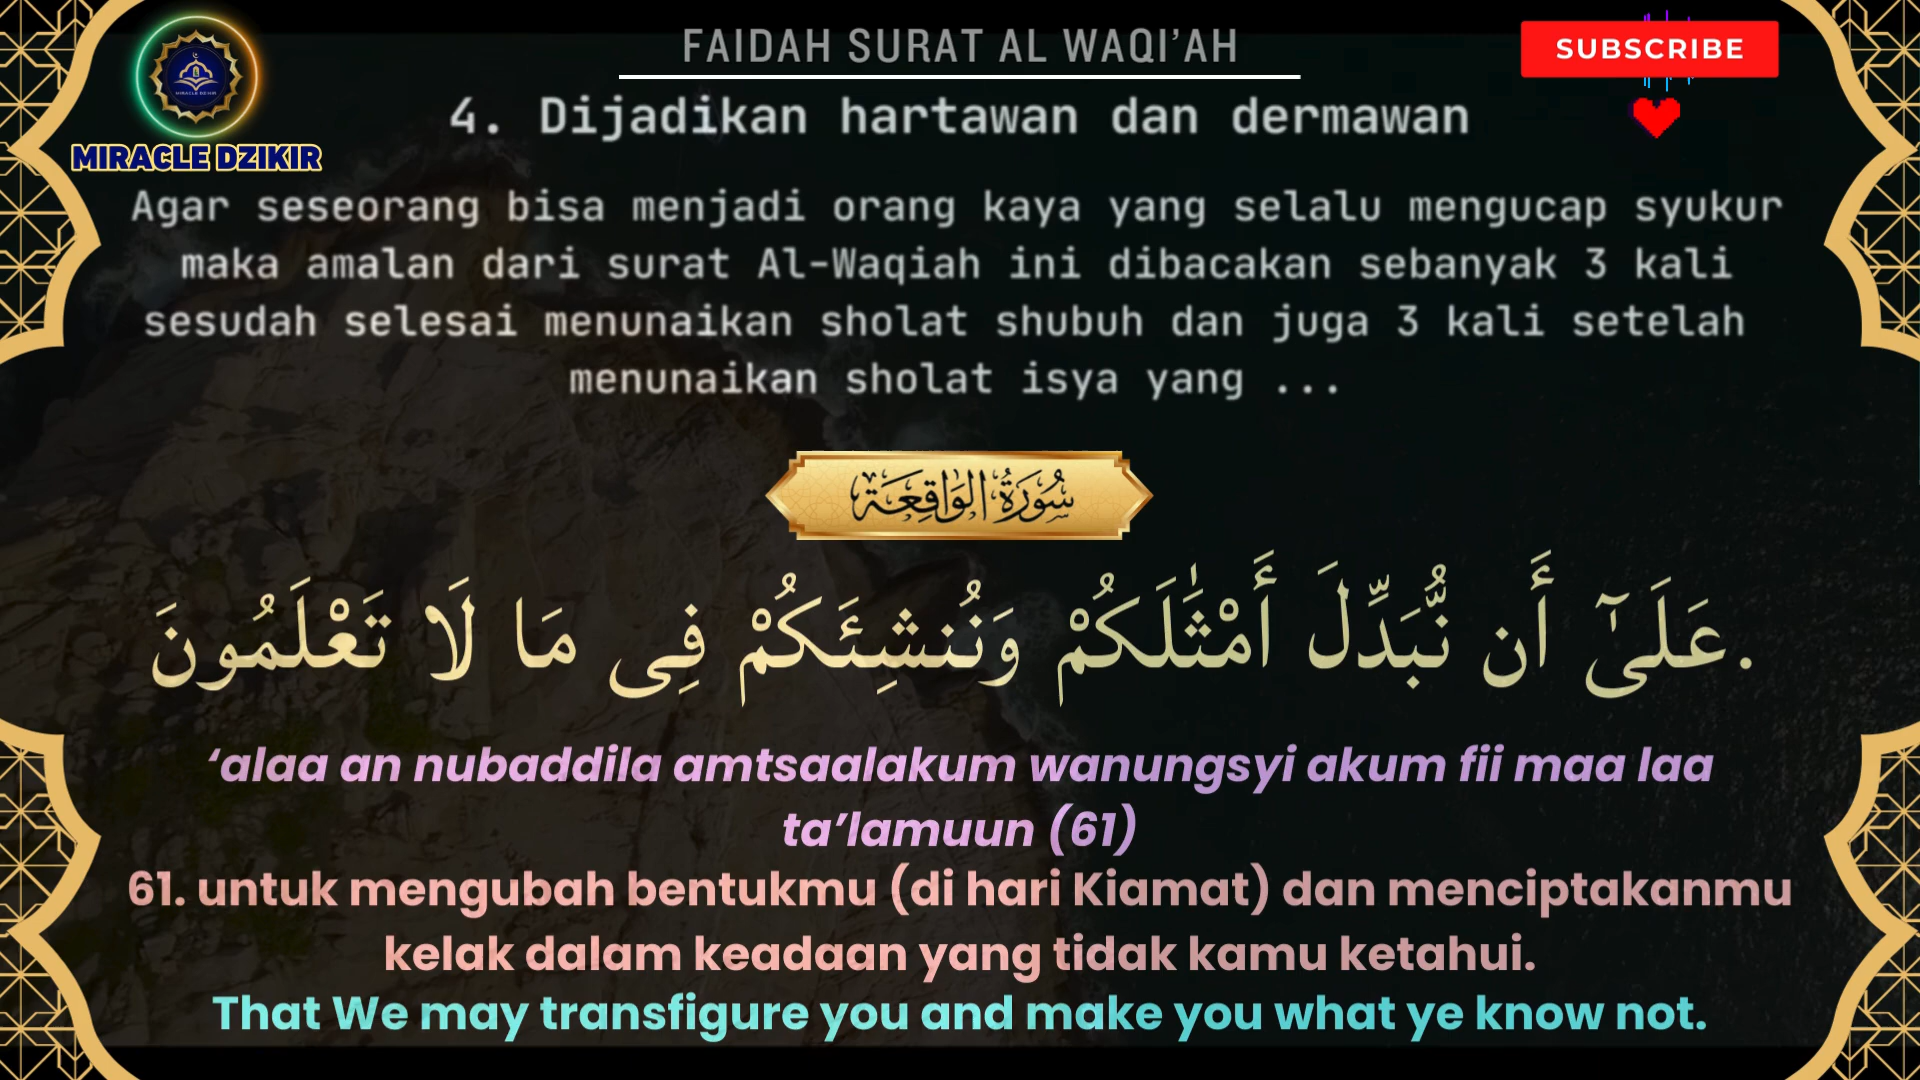 FAIDAH SURAT AL WAQI’AH
SUBSCRIBE
MIRACLE DZIKIR
4. Dijadikan hartawan dan dermawan
Agar seseorang bisa menjadi orang kaya yang selalu mengucap syukur
maka amalan dari surat Al-Waqiah ini dibacakan sebanyak 3 kali
sesudah selesai menunaikan sholat shubuh dan juga 3 kali setelah
menunaikan sholat isya yang ...
سُورَةُ الوَاقِعَة
عَلَىٰٓ أَن نُّبَدِّلَ أَمْثَٰلَكُمْ وَنُنشِئَكُمْ فِى مَا لَا تَعْلَمُونَ.
‘alaa an nubaddila amtsaalakum wanungsyi akum fii maa laa
ta’lamuun (61)
61. untuk mengubah bentukmu (di hari Kiamat) dan menciptakanmu
kelak dalam keadaan yang tidak kamu ketahui.
That We may transfigure you and make you what ye know not.